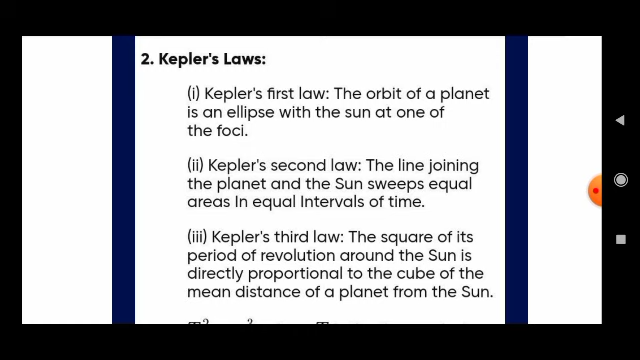 2. Kepler's Laws:
(i) Kepler's first law: The orbit of a planet
is an ellipse with the sun at one of
the foci.
(ii) Kepler's second law: The line joining
the planet and the Sun sweeps equal
areas In equal Intervals of time.
(iii) Kepler's third law: The square of its
period of revolution around the Sun is
directly proportional to the cube of the
mean distance of a planet from the Sun.